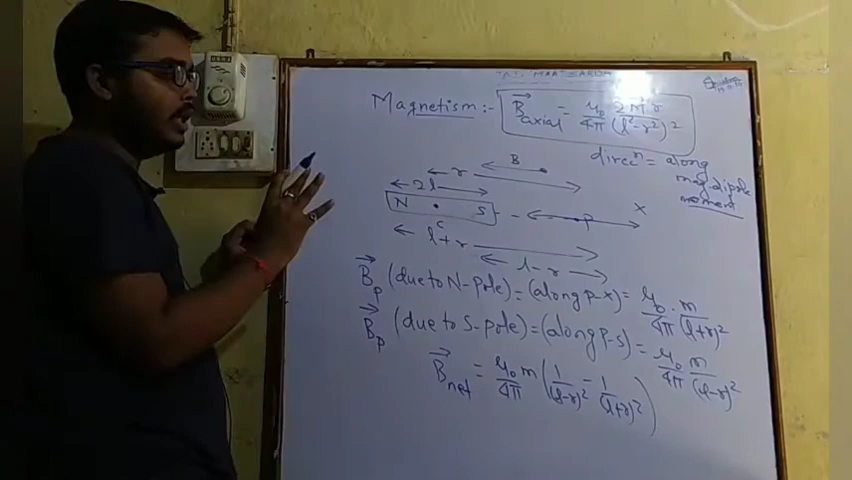 Magnetism:- B⃗axial = μ₀/4π 2Mr/(l²-r²)²
direcⁿ = along
mag. dipole
moment
B
r
2l
N S
c
P
X
l+r
l-r
B⃗p (due to N-pole) = (along P-X) = μ₀/4π . m/(l+r)²
B⃗p (due to S-pole) = (along P-S) = μ₀/4π m/(l-r)²
B⃗net = μ₀m/4π (1/(l-r)² - 1/(l+r)²)